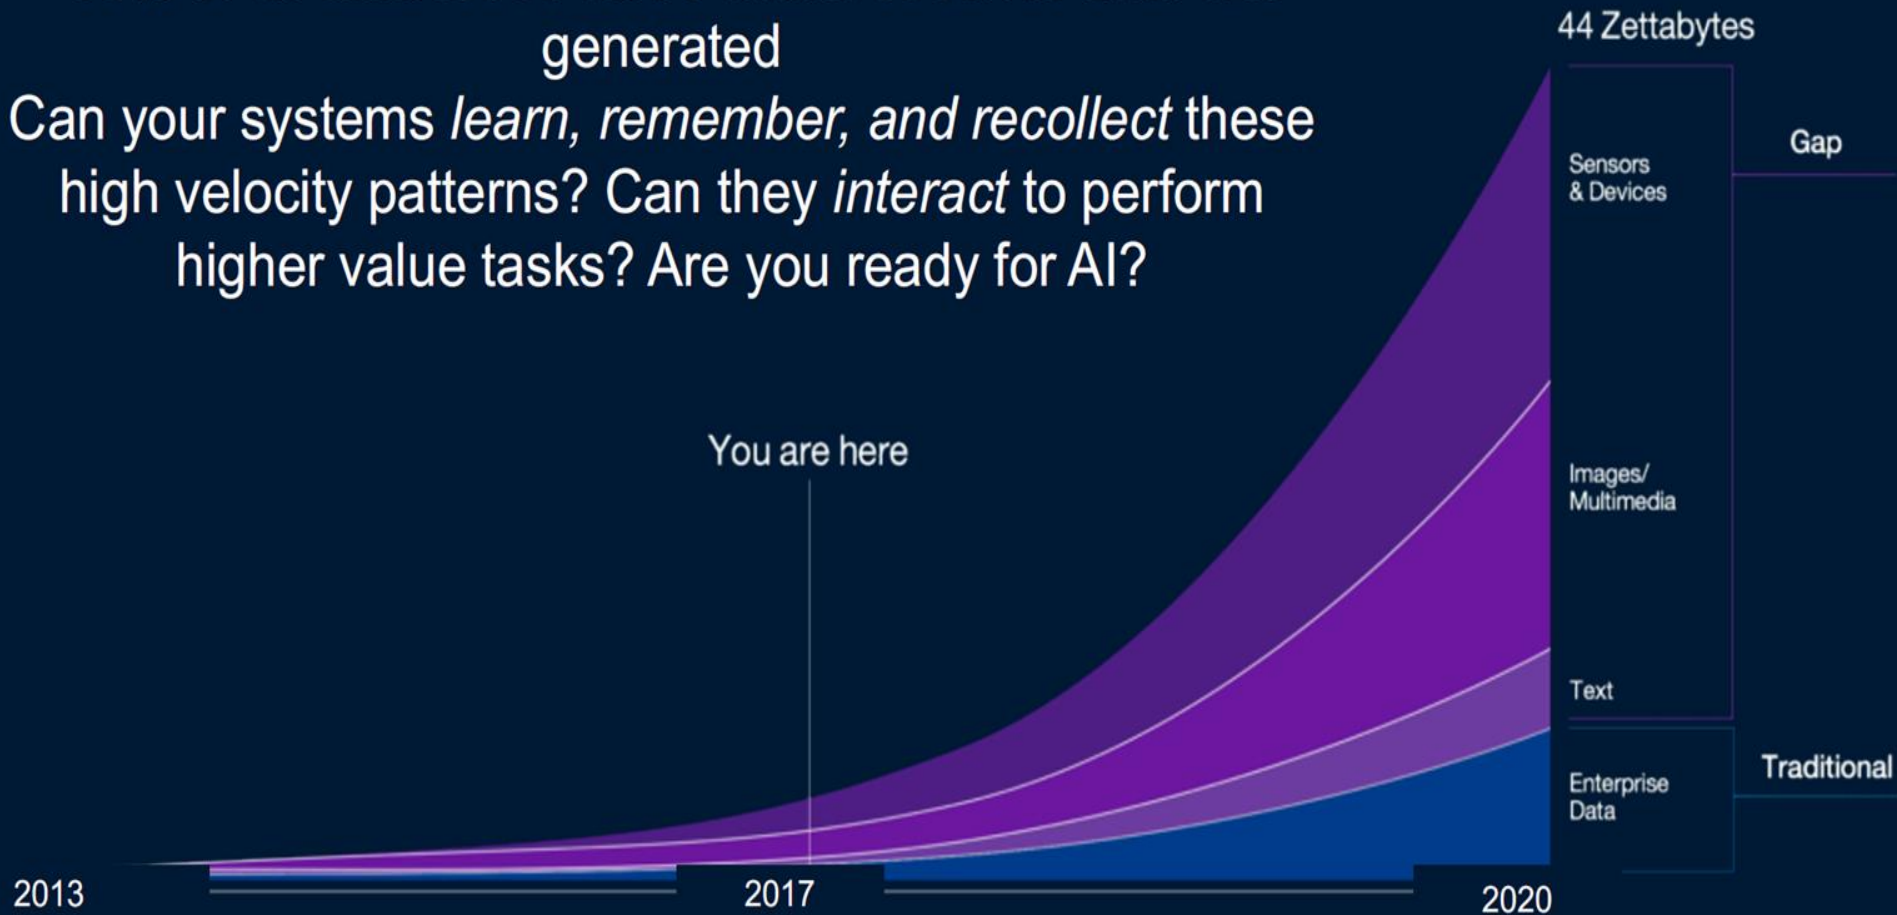 generated
Can your systems learn, remember, and recollect these
high velocity patterns? Can they interact to perform
higher value tasks? Are you ready for AI?
44 Zettabytes
Gap
Sensors
& Devices
You are here
Images/
Multimedia
Text
Traditional
Enterprise
Data
2013
2017
2020